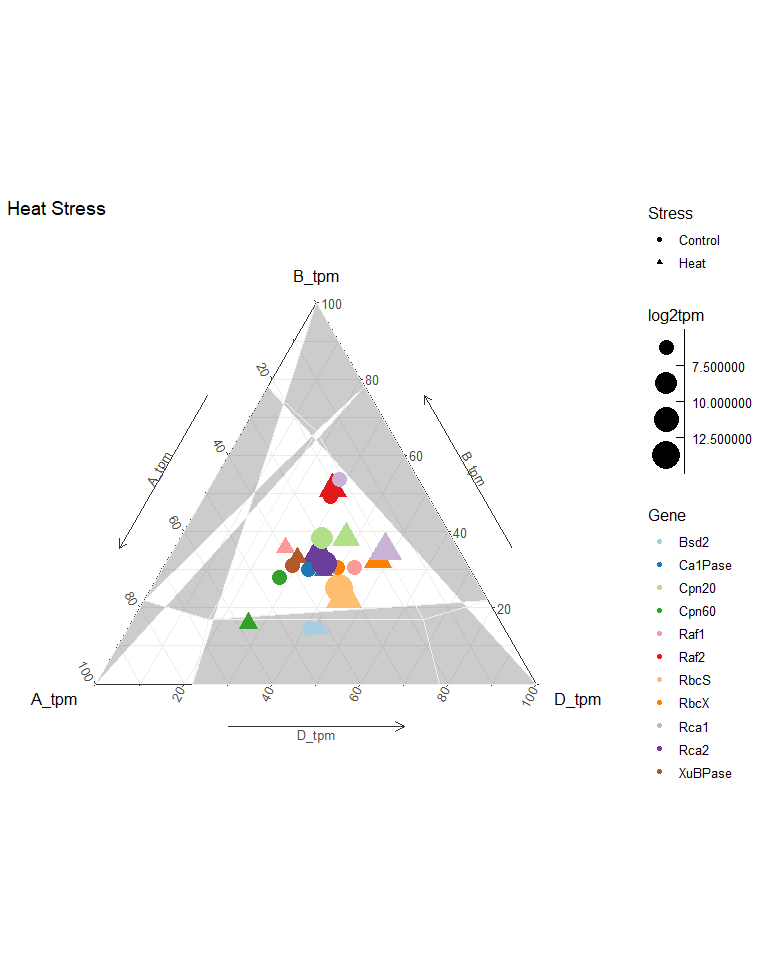 Heat Stress
B_tpm
100
20
80
40
60
A_tpm
B_tpm
60
40
80
20
100
A_tpm
20
40
60
80
100
D_tpm
D_tpm
Stress
Control
Heat
log2tpm
7.500000
10.000000
12.500000
Gene
Bsd2
Ca1Pase
Cpn20
Cpn60
Raf1
Raf2
RbcS
RbcX
Rca1
Rca2
XuBPase